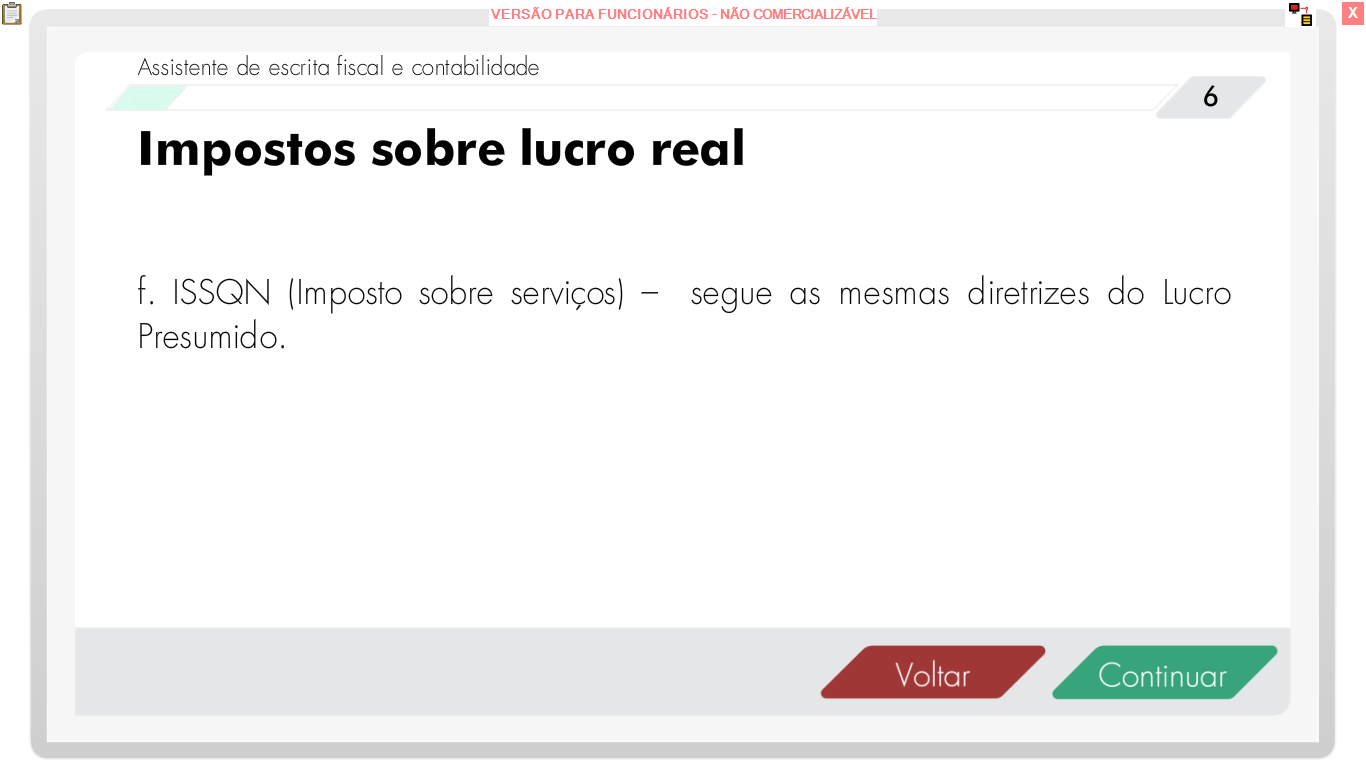 VERSÃO PARA FUNCIONÁRIOS - NÃO COMERCIALIZÁVEL
X
Assistente de escrita fiscal e contabilidade
6
Impostos sobre lucro real
f. ISSQN (Imposto sobre serviços) – segue as mesmas diretrizes do Lucro
Presumido.
Voltar
Continuar